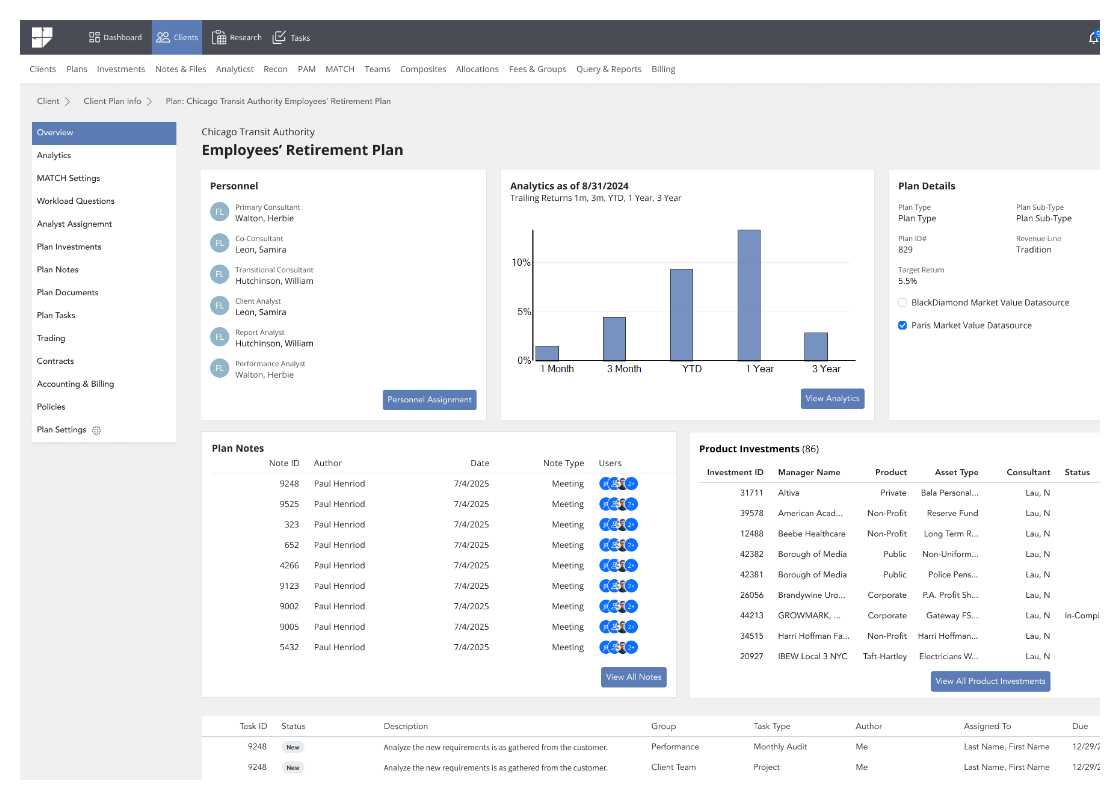 Dashboard Clients Research Tasks
Clients Plans Investments Notes & Files Analyticst Recon PAM MATCH Teams Composites Allocations Fees & Groups Query & Reports Billing
Client Client Plan Info Plan: Chicago Transit Authority Employees' Retirement Plan
Overview
Analytics
MATCH Settings
Workload Questions
Analyst Assignemnt
Plan Investments
Plan Notes
Plan Documents
Plan Tasks
Trading
Contracts
Accounting & Billing
Policies
Plan Settings
Chicago Transit Authority
Employees' Retirement Plan
Personnel
FL Primary Consultant
Walton, Herbie
FL Co-Consultant
Leon, Samira
FL Transitional Consultant
Hutchinson, William
FL Client Analyst
Leon, Samira
FL Report Analyst
Hutchinson, William
FL Performance Analyst
Walton, Herbie
Personnel Assignment
Analytics as of 8/31/2024
Trailing Returns 1m, 3m, YTD, 1 Year, 3 Year
10%
5%
0%
1 Month 3 Month YTD 1 Year 3 Year
View Analytics
Plan Details
Plan Type Plan Sub-Type
Plan Type Plan Sub-Type
Plan ID# Revenue Line
829 Tradition
Target Return
5.5%
BlackDiamond Market Value Datasource
Paris Market Value Datasource
Plan Notes
Note ID Author Date Note Type Users
9248 Paul Henriod 7/4/2025 Meeting 2+
9525 Paul Henriod 7/4/2025 Meeting 2+
323 Paul Henriod 7/4/2025 Meeting 2+
652 Paul Henriod 7/4/2025 Meeting 2+
4266 Paul Henriod 7/4/2025 Meeting 2+
9123 Paul Henriod 7/4/2025 Meeting 2+
9002 Paul Henriod 7/4/2025 Meeting 2+
9005 Paul Henriod 7/4/2025 Meeting 2+
5432 Paul Henriod 7/4/2025 Meeting 2+
View All Notes
Product Investments (86)
Investment ID Manager Name Product Asset Type Consultant Status
31711 Altiva Private Bala Personal... Lau, N
39578 American Acad... Non-Profit Reserve Fund Lau, N
12488 Beebe Healthcare Non-Profit Long Term R... Lau, N
42382 Borough of Media Public Non-Uniform... Lau, N
42381 Borough of Media Public Police Pens... Lau, N
26056 Brandywine Uro... Corporate P.A. Profit Sh... Lau, N
44213 GROWMARK, ... Corporate Gateway FS... Lau, N In-Compl
34515 Harri Hoffman Fa... Non-Profit Harri Hoffman... Lau, N
20927 IBEW Local 3 NYC Taft-Hartley Electricians W... Lau, N
View All Product Investments
Task ID Status Description Group Task Type Author Assigned To Due
9248 New Analyze the new requirements is as gathered from the customer. Performance Monthly Audit Me Last Name, First Name 12/29/2
9248 New Analyze the new requirements is as gathered from the customer. Client Team Project Me Last Name, First Name 12/29/2